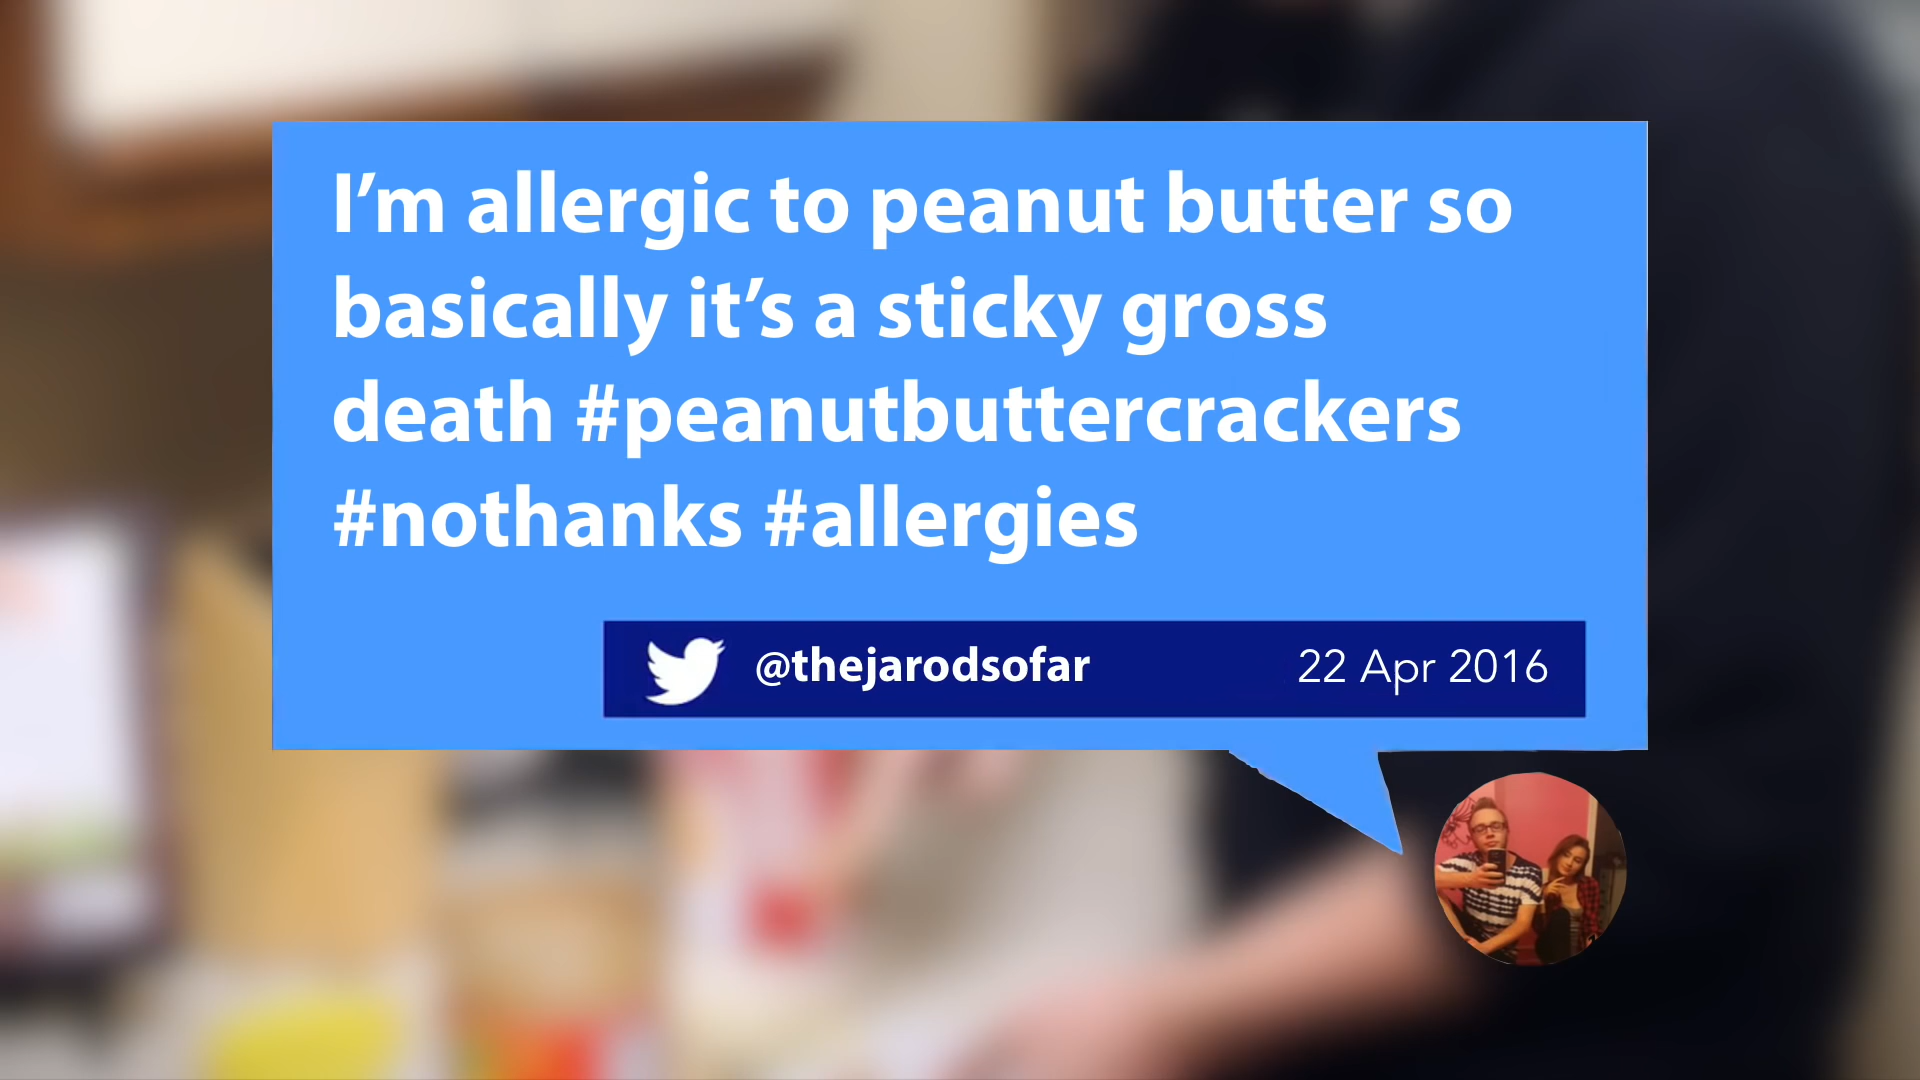 I’m allergic to peanut butter so
basically it’s a sticky gross
death #peanutbuttercrackers
#nothanks #allergies
@thejarodsofar 22 Apr 2016